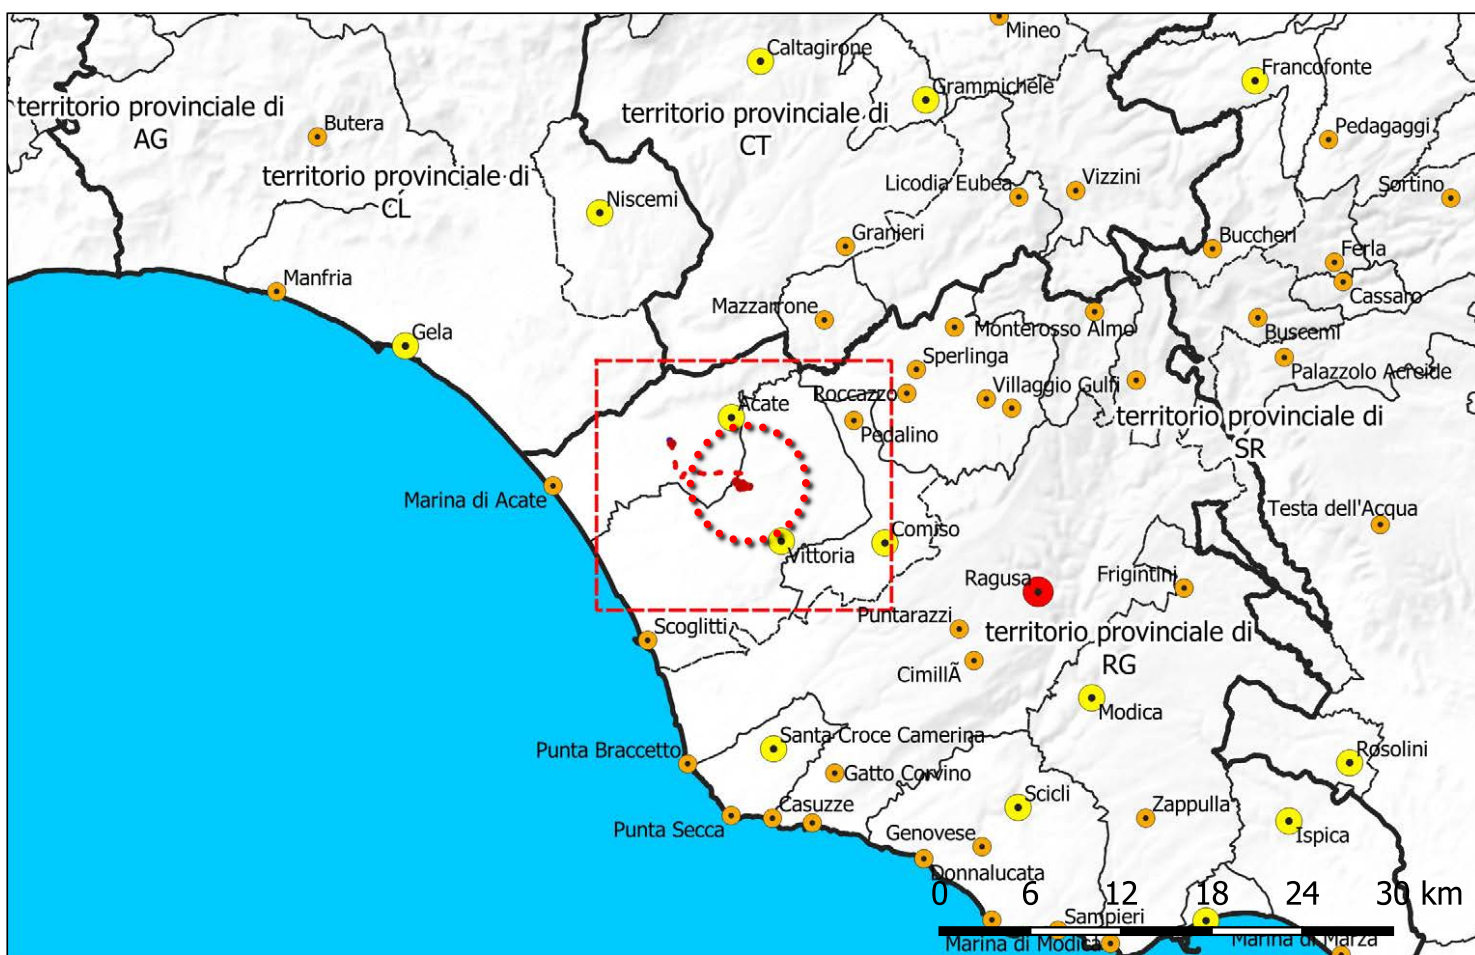 Mineo
Caltagirone
Francofonte
Grammichele
territorio provinciale di
AG
territorio provinciale di
CT
Butera
Pedagaggi
territorio provinciale di
CL
Licodia Eubea
Vizzini
Sortino
Niscemi
Granieri
Buccheri
Ferla
Manfria
Cassaro
Mazzarrone
Gela
Monterosso Almo
Buscemi
Sperlinga
Palazzolo Acreide
Acate
Roccazzo
Villaggio Gulfi
territorio provinciale di
SR
Pedalino
Marina di Acate
Testa dell'Acqua
Comiso
Vittoria
Ragusa
Frigintini
Puntarazzi
Scoglitti
territorio provinciale di
RG
CimillÃ
Modica
Santa Croce Camerina
Punta Braccetto
Rosolini
Gatto Corvino
Scicli
Casuzze
Zappulla
Punta Secca
Genovese
Ispica
Donnalucata
0 6 12 18 24 30 km
Sampieri
Marina di Modica
Marina di Marza